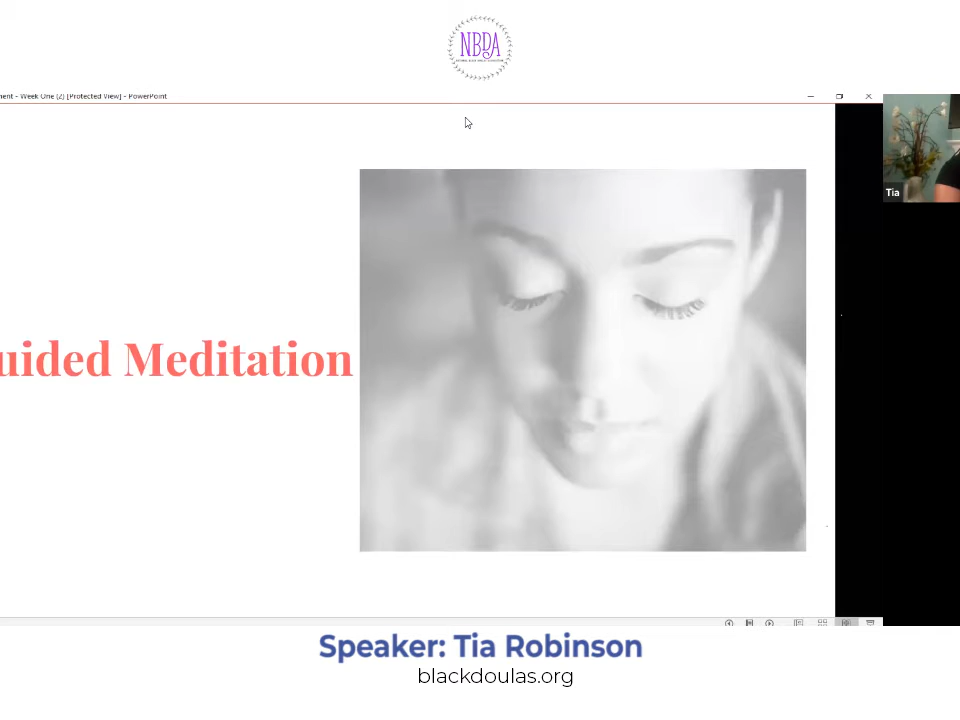 NBDA
ment - Week One (2) [Protected View] - PowerPoint
Tia
uided Meditation
Speaker: Tia Robinson
blackdoulas.org